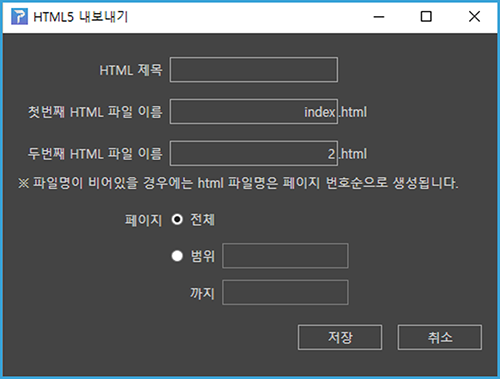 HTML5 내보내기
HTML 제목
첫번째 HTML 파일 이름 index.html
두번째 HTML 파일 이름 2.html
※ 파일명이 비어있을 경우에는 html 파일명은 페이지 번호순으로 생성됩니다.
페이지 전체
범위
까지
저장 취소